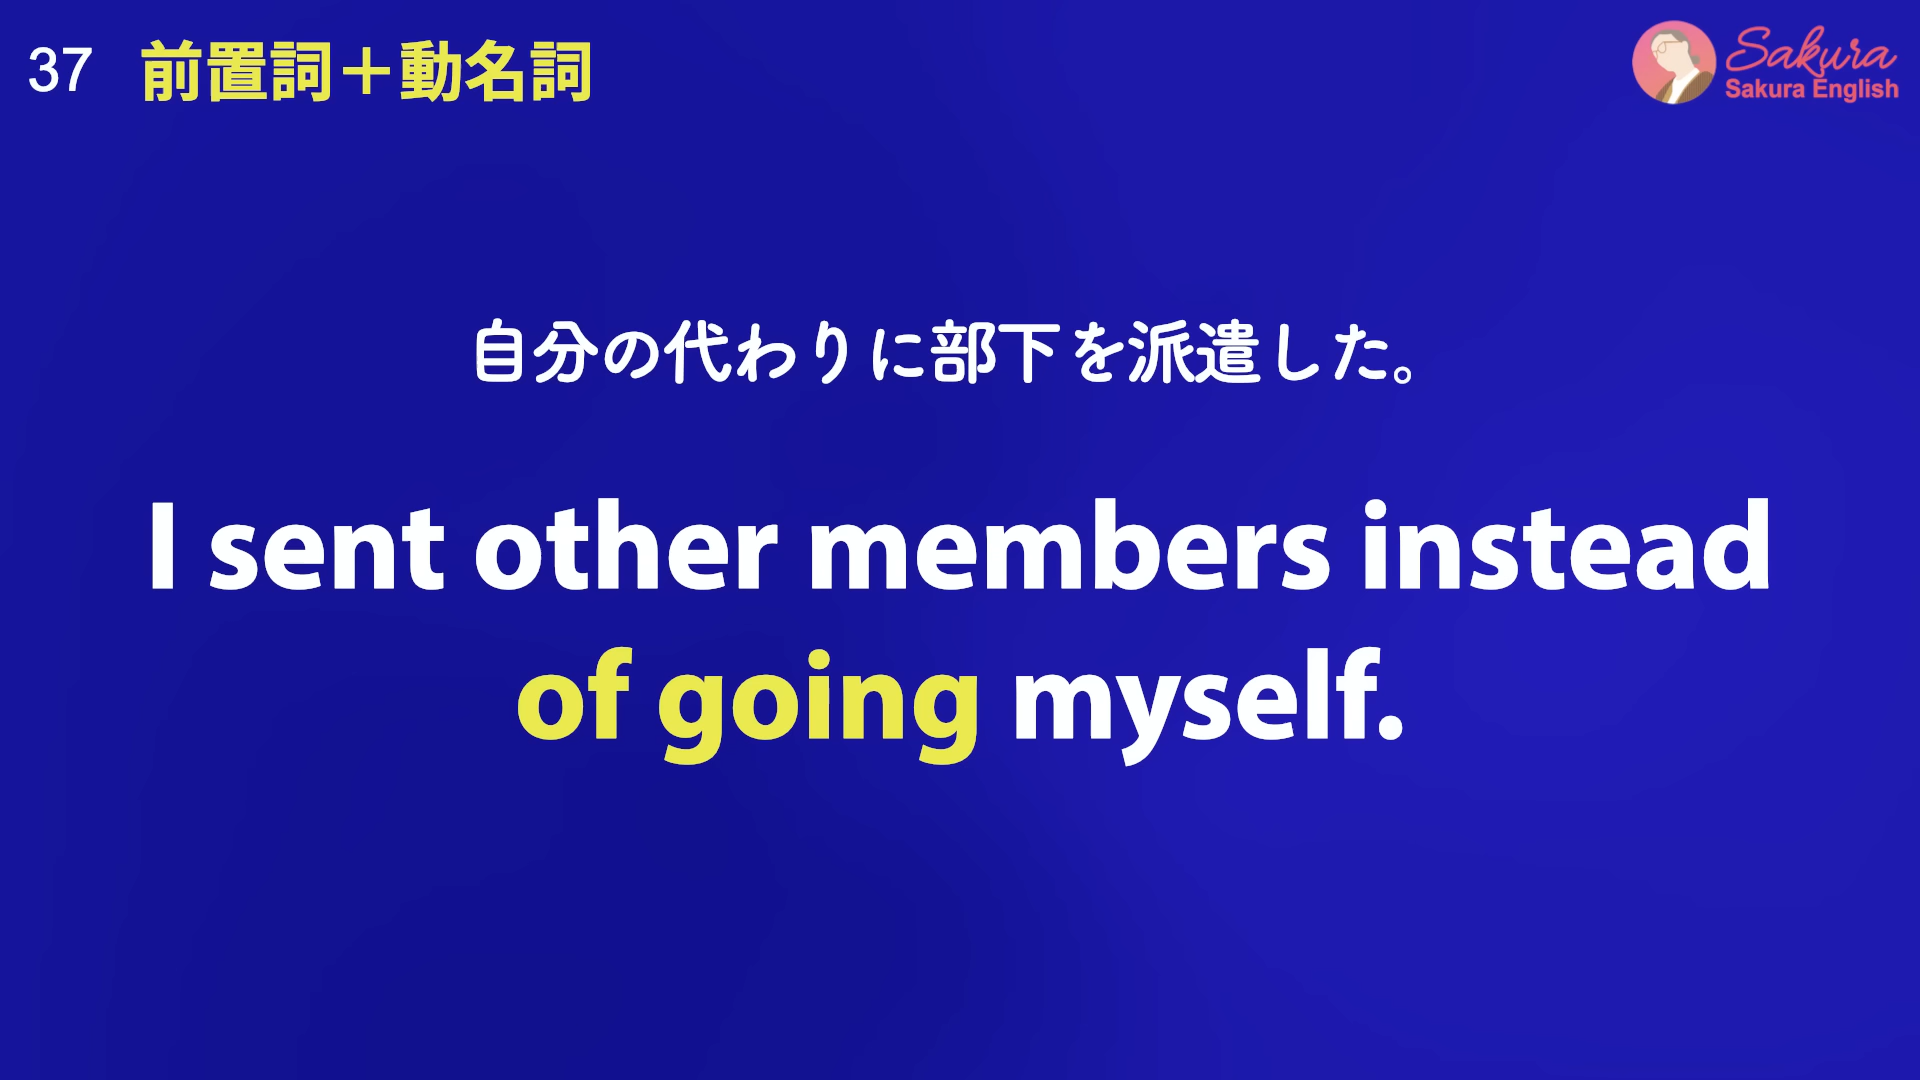 37 前置詞＋動名詞
Sakura
Sakura English
自分の代わりに部下を派遣した。
I sent other members instead
of going myself.